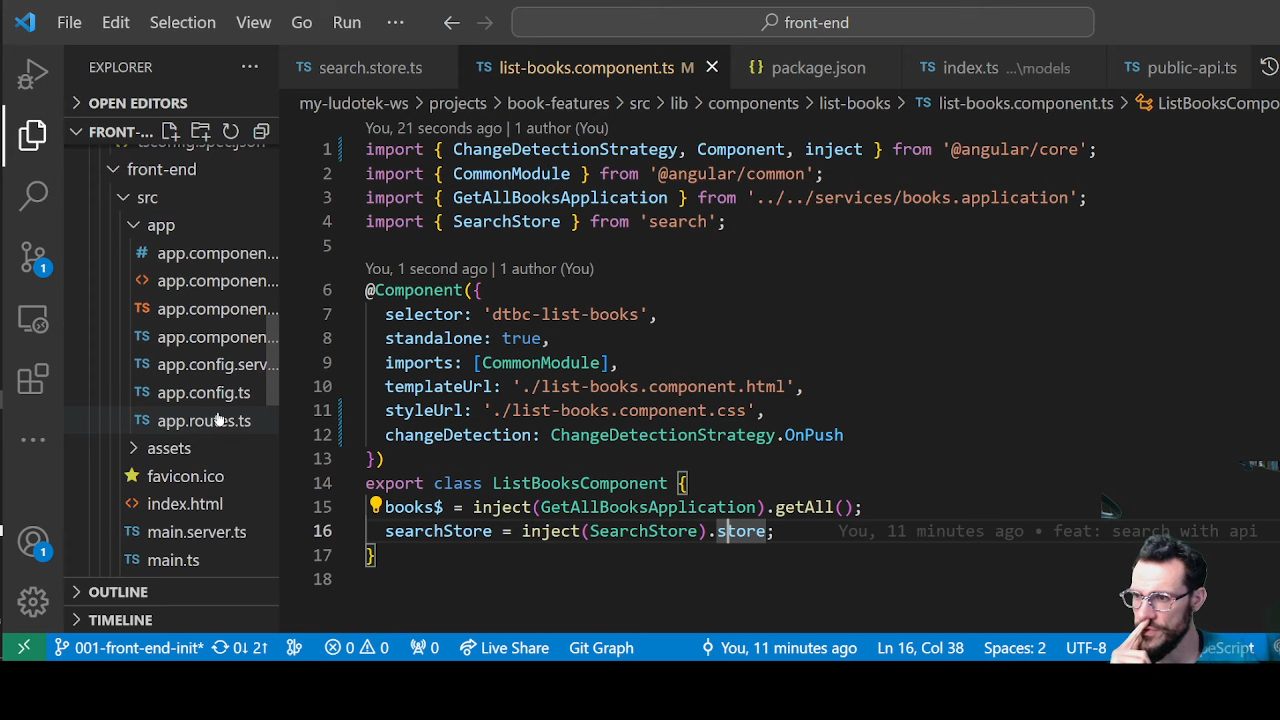 File Edit Selection View Go Run ··· front-end
EXPLORER ···
OPEN EDITORS
FRONT-...
tsconfig.spec.json
front-end
src
app
app.componen...
app.componen...
app.componen...
app.componen...
app.config.serv...
app.config.ts
app.routes.ts
assets
favicon.ico
index.html
main.server.ts
main.ts
OUTLINE
TIMELINE
1
1
TS search.store.ts TS list-books.component.ts M {} package.json TS index.ts ...\models TS public-api.ts
my-ludotek-ws > projects > book-features > src > lib > components > list-books > TS list-books.component.ts > ListBooksCompo
You, 21 seconds ago | 1 author (You)
1 import { ChangeDetectionStrategy, Component, inject } from '@angular/core';
2 import { CommonModule } from '@angular/common';
3 import { GetAllBooksApplication } from '../../services/books.application';
4 import { SearchStore } from 'search';
5
You, 1 second ago | 1 author (You)
6 @Component({
7 selector: 'dtbc-list-books',
8 standalone: true,
9 imports: [CommonModule],
10 templateUrl: './list-books.component.html',
11 styleUrl: './list-books.component.css',
12 changeDetection: ChangeDetectionStrategy.OnPush
13 })
14 export class ListBooksComponent {
15 books$ = inject(GetAllBooksApplication).getAll();
16 searchStore = inject(SearchStore).store; You, 11 minutes ago • feat: search with api
17 }
18
001-front-end-init* 0↓ 2↑ 0 0 0 Live Share Git Graph You, 11 minutes ago Ln 16, Col 38 Spaces: 2 UTF-8